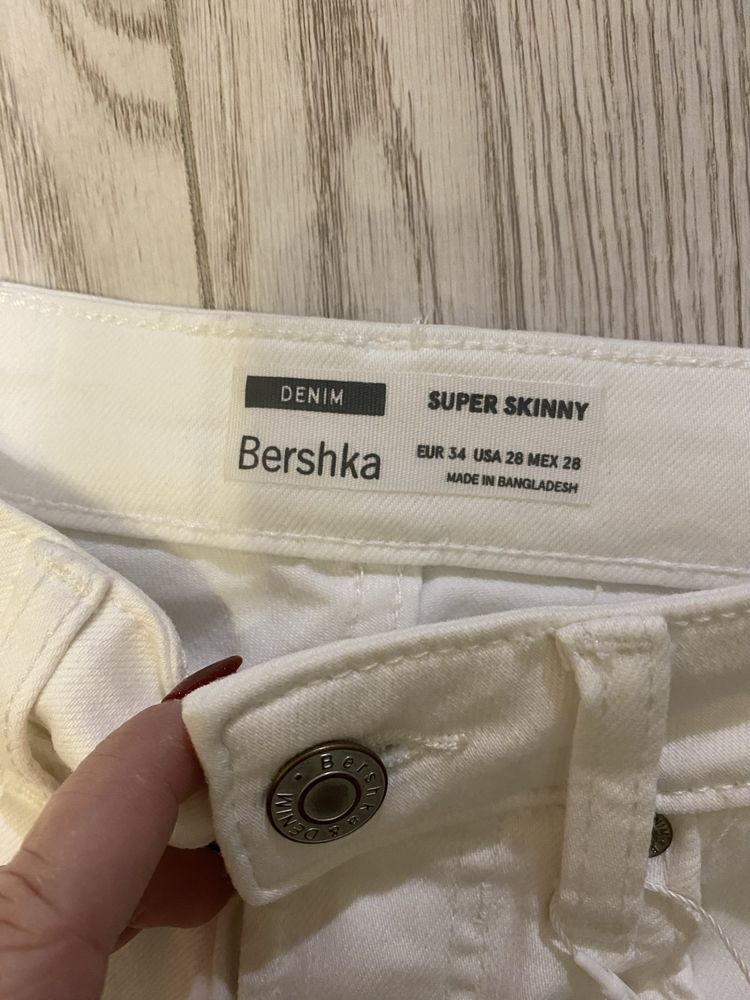 DENIM
Bershka
SUPER SKINNY
EUR 34 USA 28 MEX 28
MADE IN BANGLADESH
• Bershka & DENIM